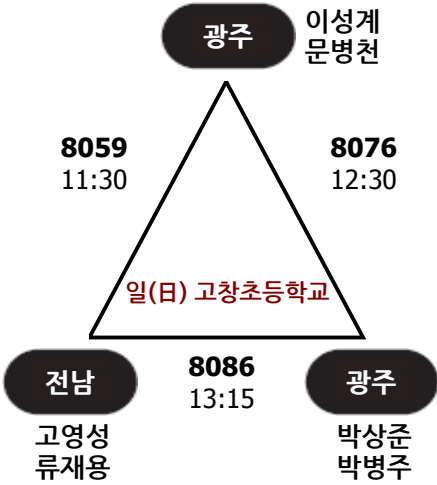 광주
이성계
문병천
8059
11:30
8076
12:30
일(日) 고창초등학교
전남
8086
13:15
광주
고영성
류재용
박상준
박병주